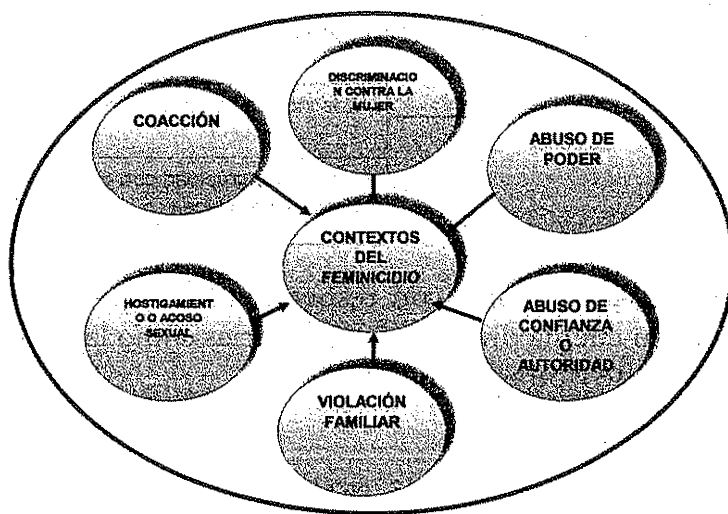 DISCRIMINACIO
N CONTRA LA
MUJER
COACCIÓN
ABUSO DE
PODER
CONTEXTOS
DEL
FEMINICIDIO
HOSTIGAMIENT
O O ACOSO
SEXUAL
ABUSO DE
CONFIANZA
O
AUTORIDAD
VIOLACIÓN
FAMILIAR